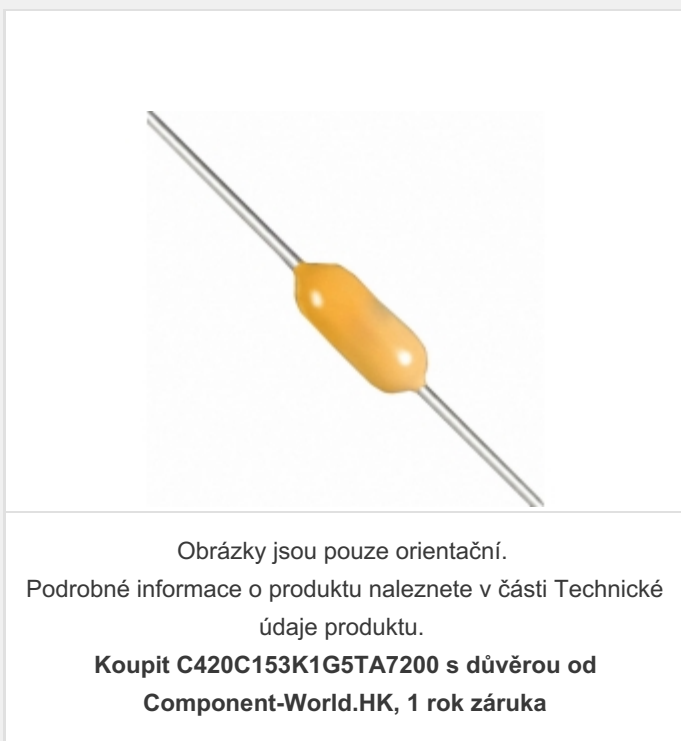 Obrázky jsou pouze orientační.
Podrobné informace o produktu naleznete v části Technické
údaje produktu.
Koupit C420C153K1G5TA7200 s důvěrou od
Component-World.HK, 1 rok záruka